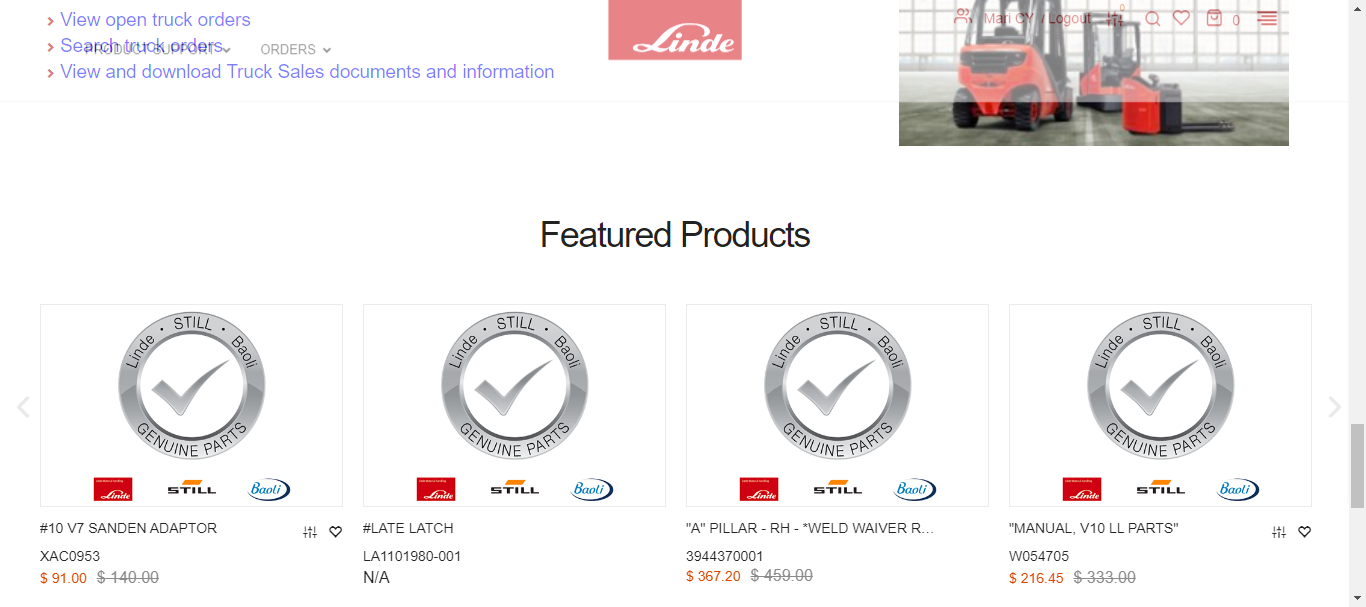 View open truck orders
Search truck orders
PRODUCT SUPPORT
ORDERS
View and download Truck Sales documents and information
Linde
Mari CY / Logout
0
0
Featured Products
Linde · STILL · Baoli
GENUINE PARTS
Linde STILL Baoli
Linde · STILL · Baoli
GENUINE PARTS
Linde STILL Baoli
Linde · STILL · Baoli
GENUINE PARTS
Linde STILL Baoli
Linde · STILL · Baoli
GENUINE PARTS
Linde STILL Baoli
#10 V7 SANDEN ADAPTOR
XAC0953
$ 91.00 $ 140.00
#LATE LATCH
LA1101980-001
N/A
"A" PILLAR - RH - *WELD WAIVER R...
3944370001
$ 367.20 $ 459.00
"MANUAL, V10 LL PARTS"
W054705
$ 216.45 $ 333.00